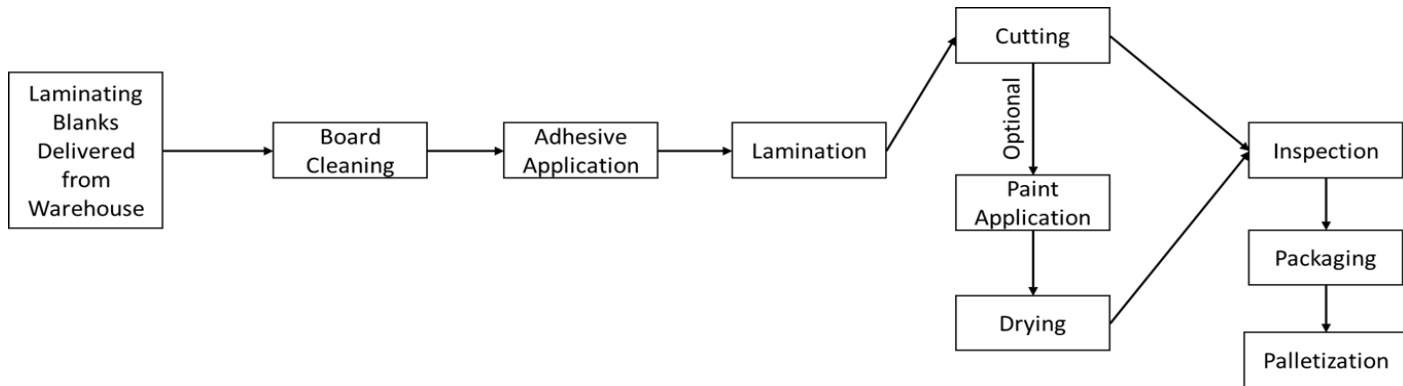 Laminating
Blanks
Delivered
from
Warehouse
Board
Cleaning
Adhesive
Application
Lamination
Cutting
Optional
Paint
Application
Drying
Inspection
Packaging
Palletization